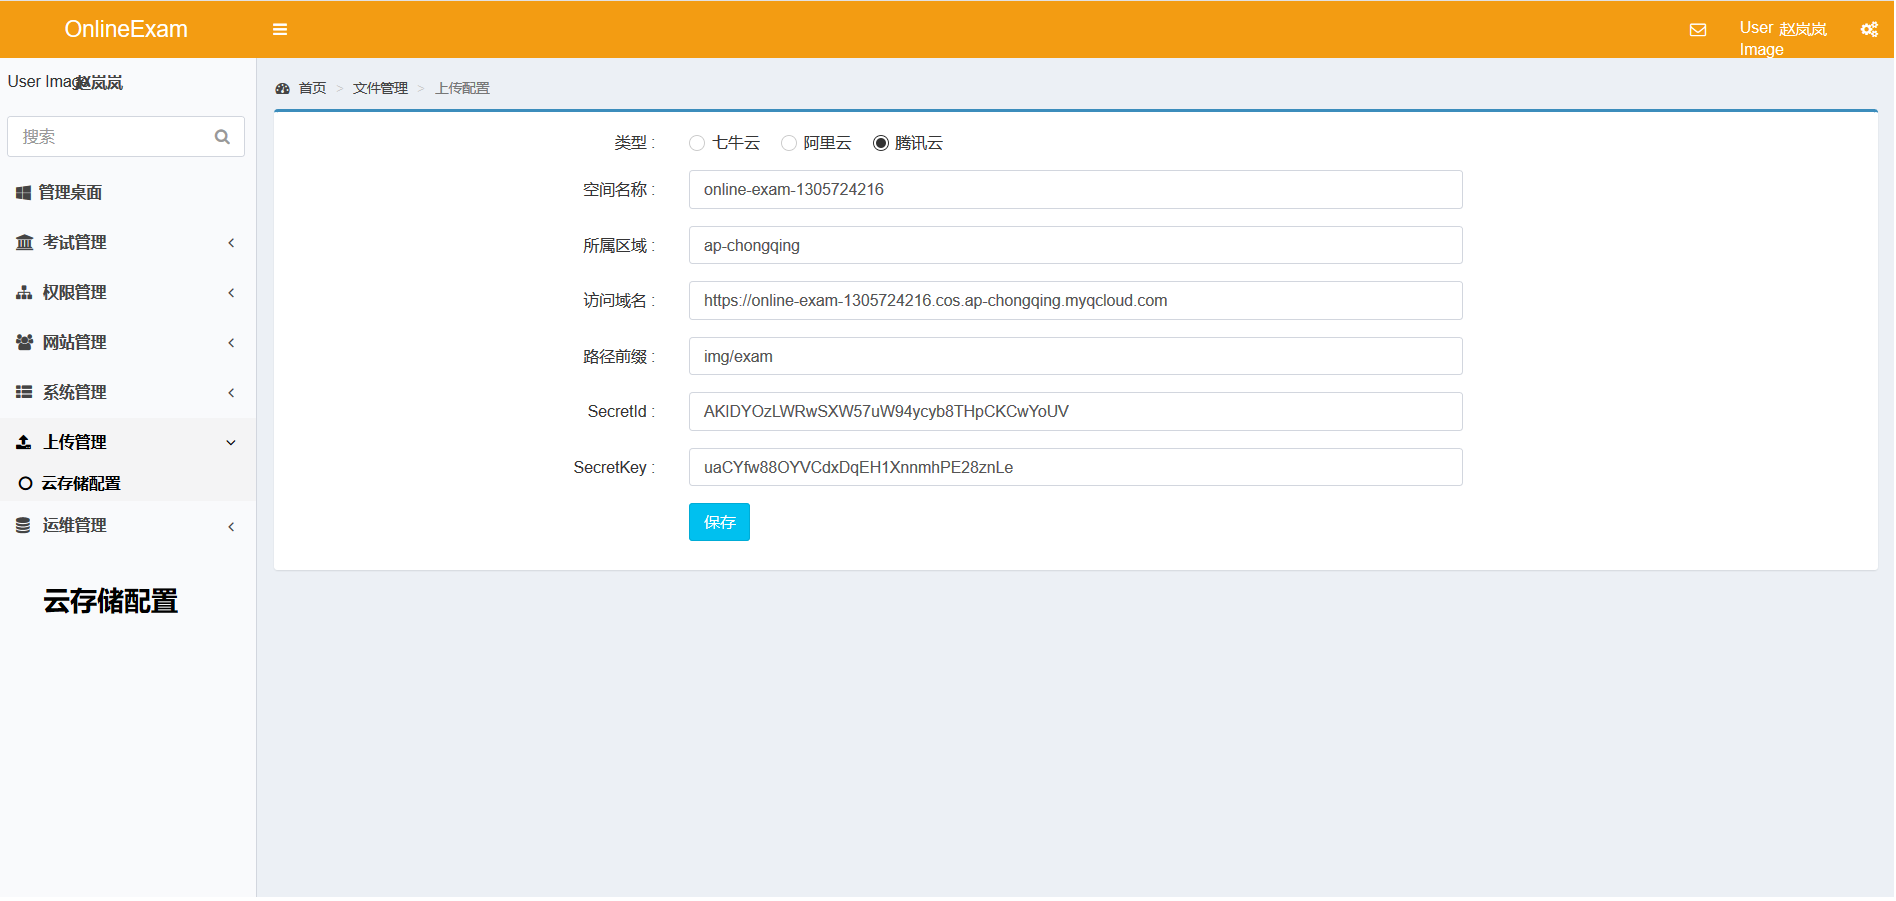 OnlineExam
User Image
赵岚岚
User Image
赵岚岚
搜索
管理桌面
考试管理
权限管理
网站管理
系统管理
上传管理
云存储配置
运维管理
云存储配置
首页 > 文件管理 > 上传配置
类型 : 七牛云 阿里云 腾讯云
空间名称 : online-exam-1305724216
所属区域 : ap-chongqing
访问域名 : https://online-exam-1305724216.cos.ap-chongqing.myqcloud.com
路径前缀 : img/exam
SecretId : AKIDYOzLWRwSXW57uW94ycyb8THpCKCwYoUV
SecretKey : uaCYfw88OYVCdxDqEH1XnnmhPE28znLe
保存